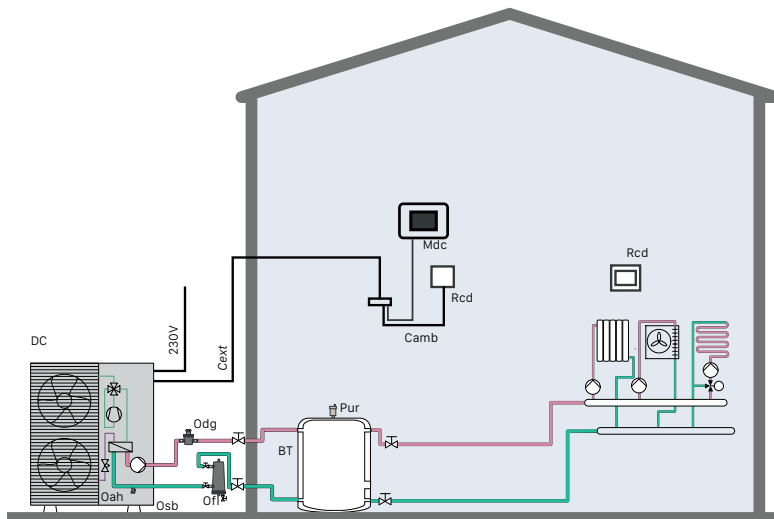 Mdc
Rcd
Rcd
Camb
230V
Cext
DC
Pur
Odg
BT
Oah
Ofl
Osb